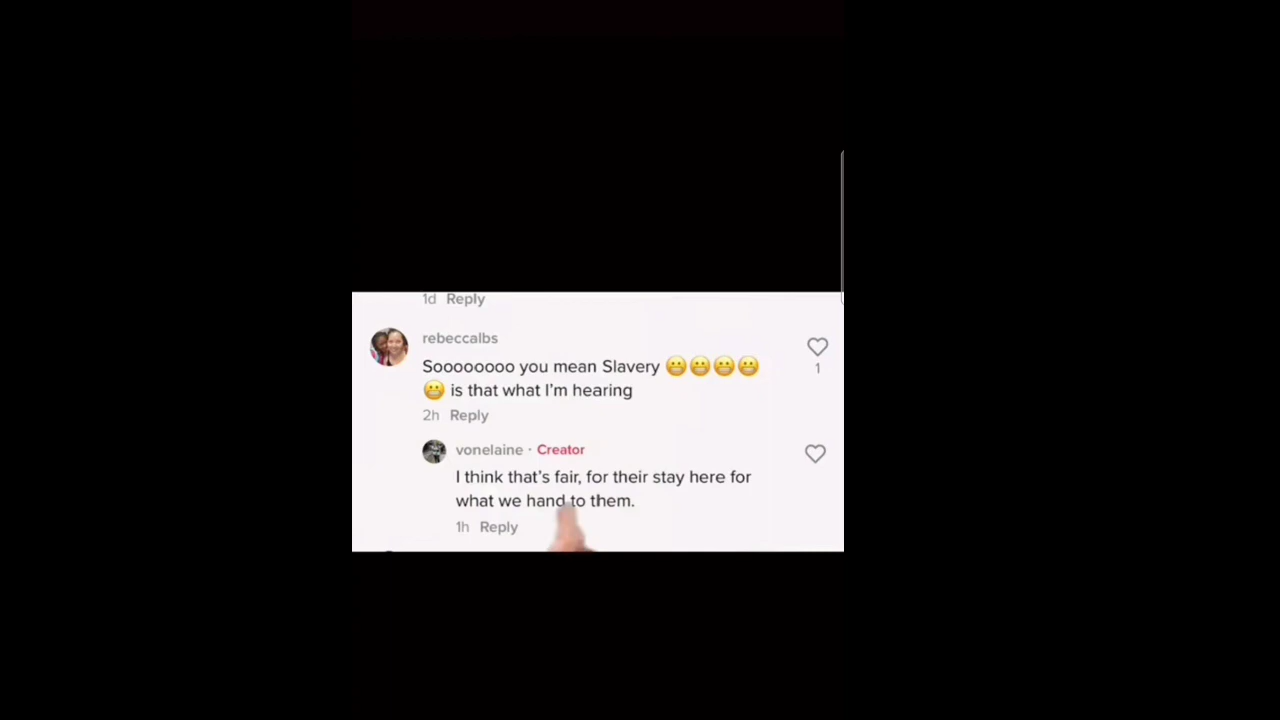 1d Reply
rebeccalbs
Soooooooo you mean Slavery 😬😬😬😬
😬 is that what I'm hearing
1
2h Reply
vonelaine · Creator
I think that's fair, for their stay here for
what we hand to them.
1h Reply